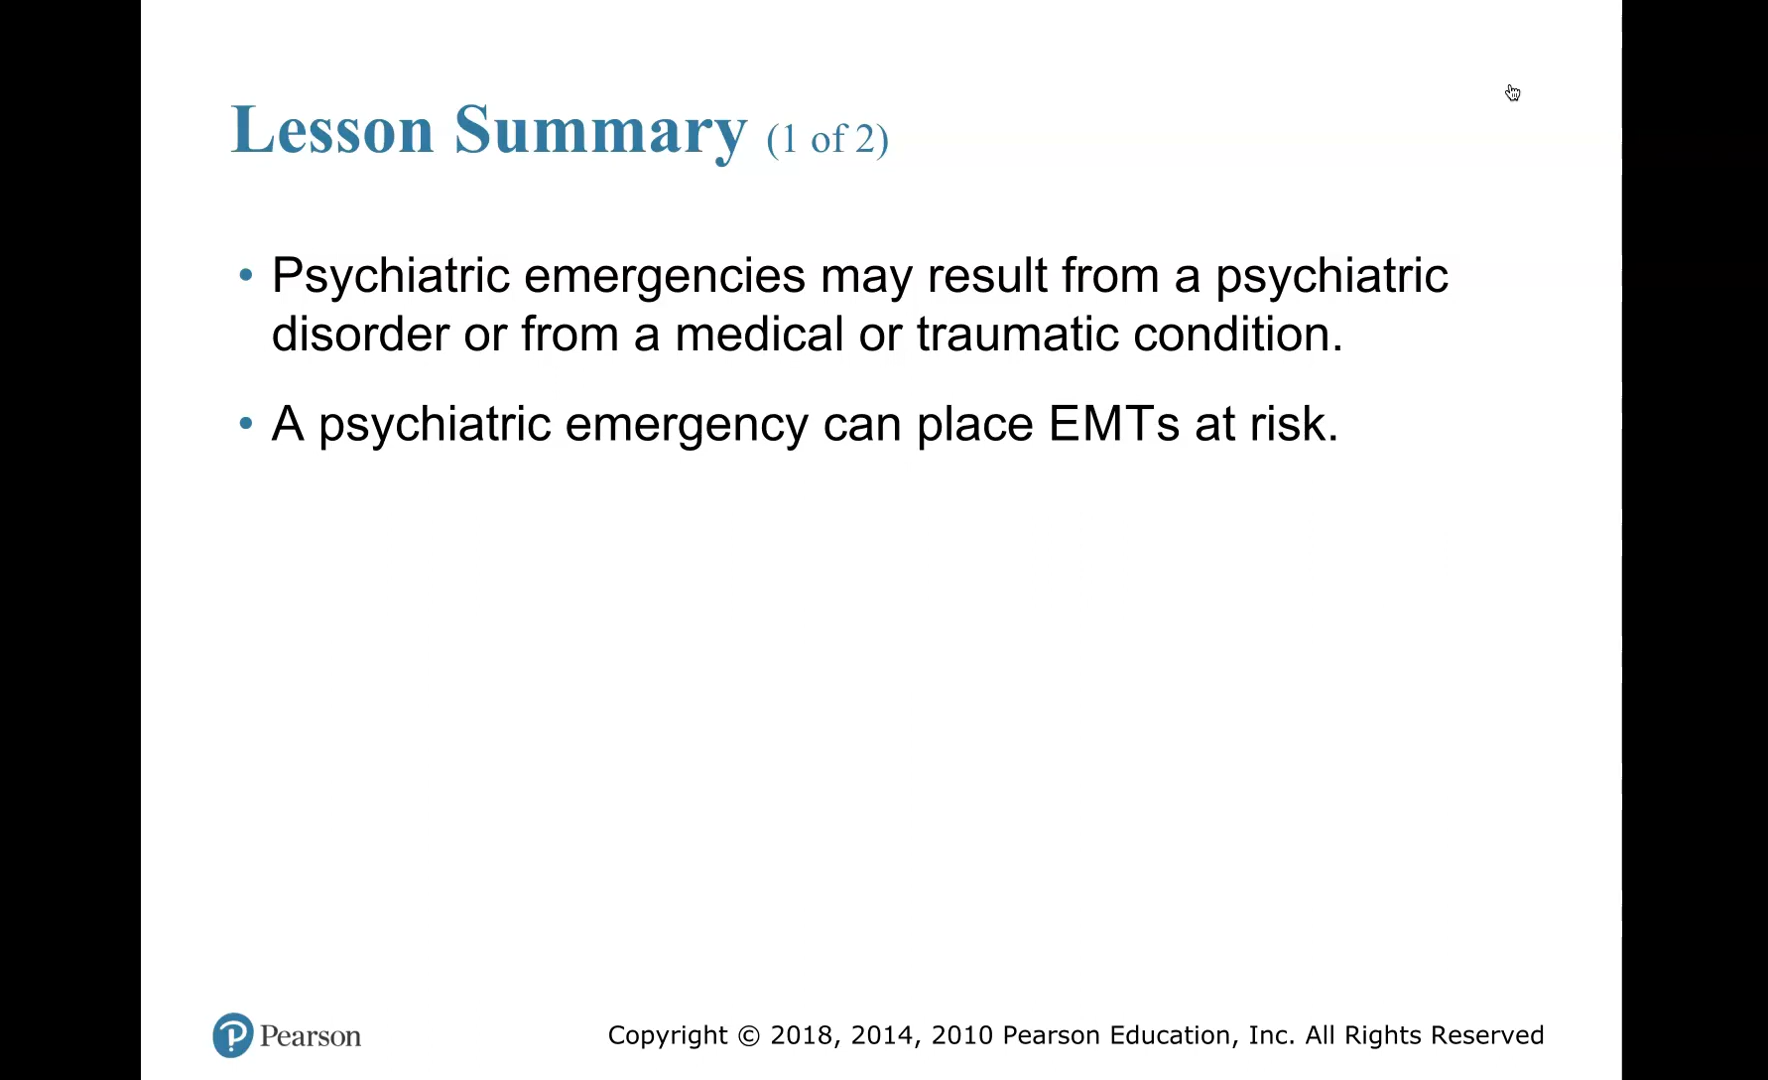 Lesson Summary (1 of 2)
• Psychiatric emergencies may result from a psychiatric
disorder or from a medical or traumatic condition.
• A psychiatric emergency can place EMTs at risk.
Pearson
Copyright © 2018, 2014, 2010 Pearson Education, Inc. All Rights Reserved